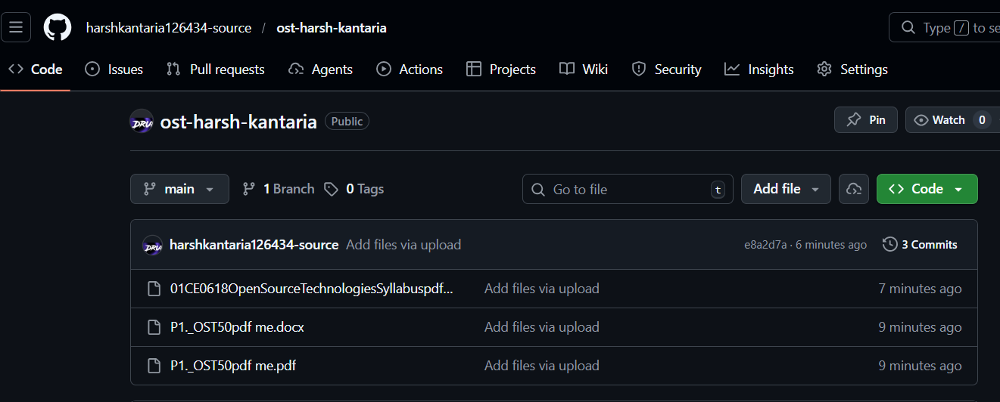 harshkantaria126434-source / ost-harsh-kantaria Type / to se
Code Issues Pull requests Agents Actions Projects Wiki Security Insights Settings
DRU ost-harsh-kantaria Public Pin Watch 0
main 1 Branch 0 Tags Go to file t Add file Code
DRU harshkantaria126434-source Add files via upload e8a2d7a · 6 minutes ago 3 Commits
01CE0618OpenSourceTechnologiesSyllabuspdf... Add files via upload 7 minutes ago
P1._OST50pdf me.docx Add files via upload 9 minutes ago
P1._OST50pdf me.pdf Add files via upload 9 minutes ago